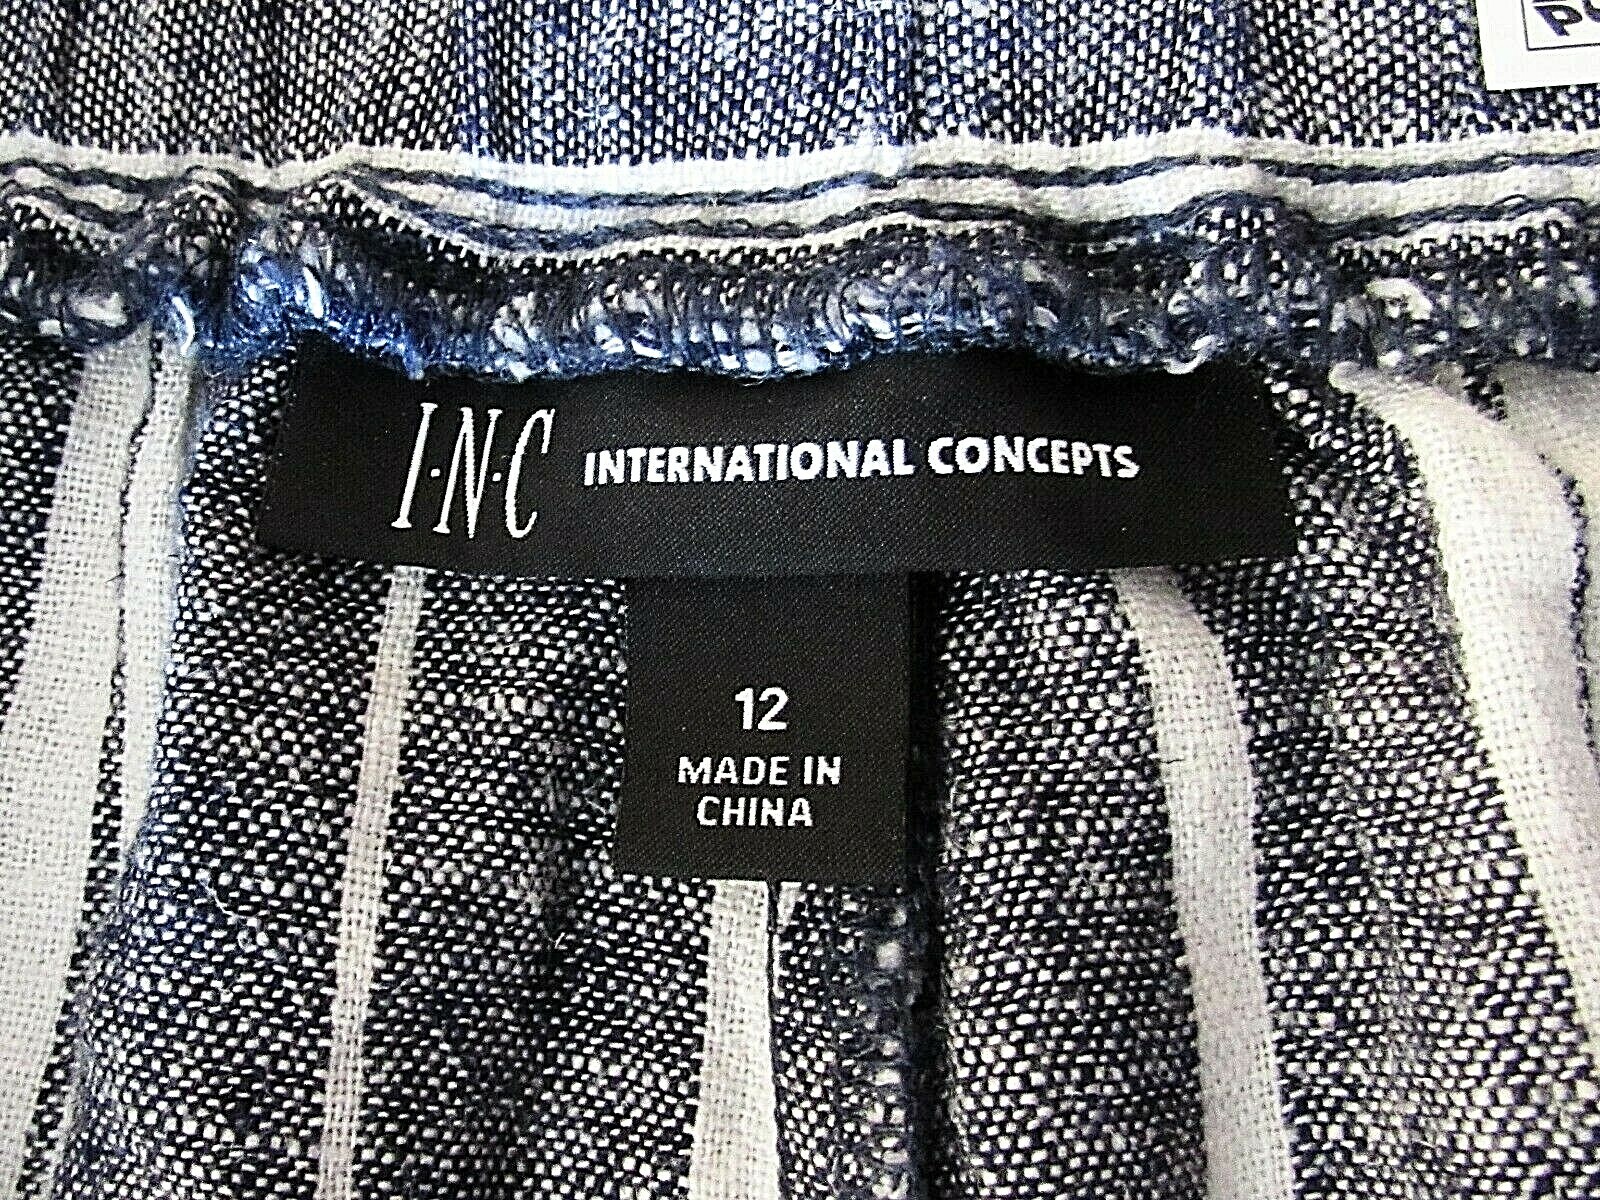 I·N·C INTERNATIONAL CONCEPTS
12
MADE IN
CHINA